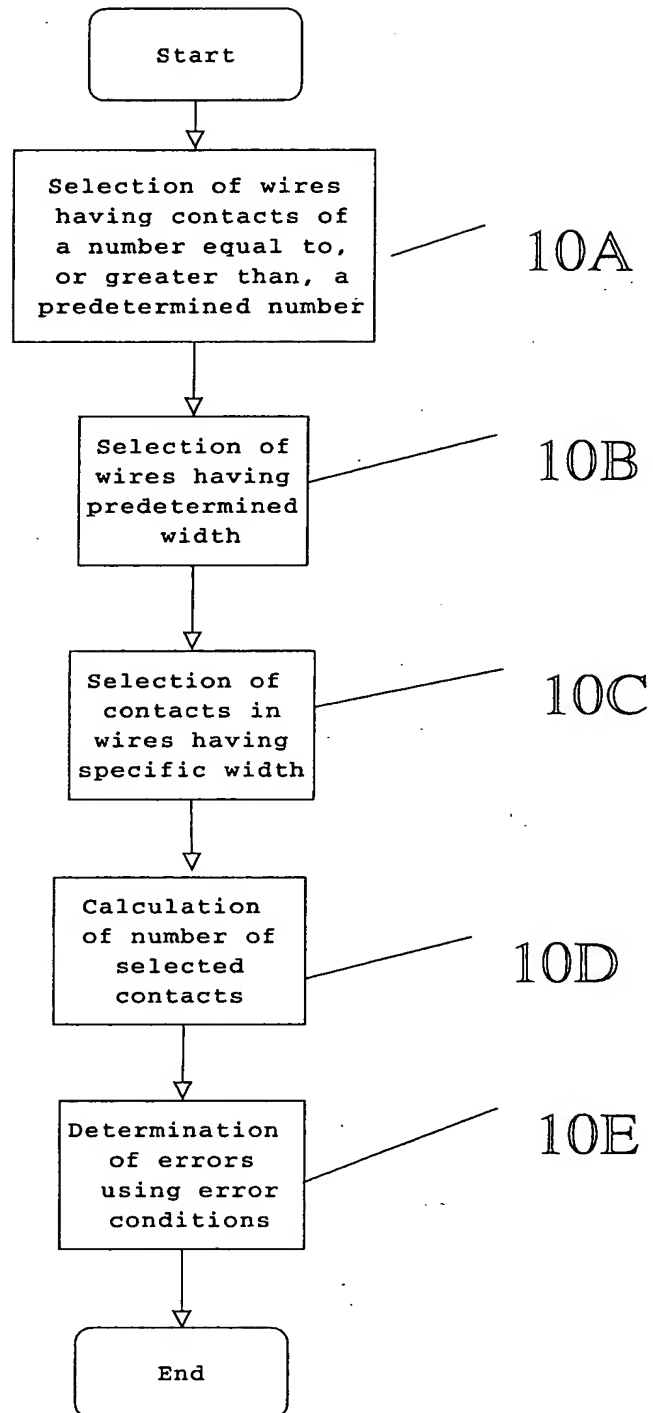 Start
Selection of wires
having contacts of
a number equal to,
or greater than, a
predetermined number
10A
Selection of
wires having
predetermined
width
10B
Selection of
contacts in
wires having
specific width
10C
Calculation
of number of
selected
contacts
10D
Determination
of errors
using error
conditions
10E
End